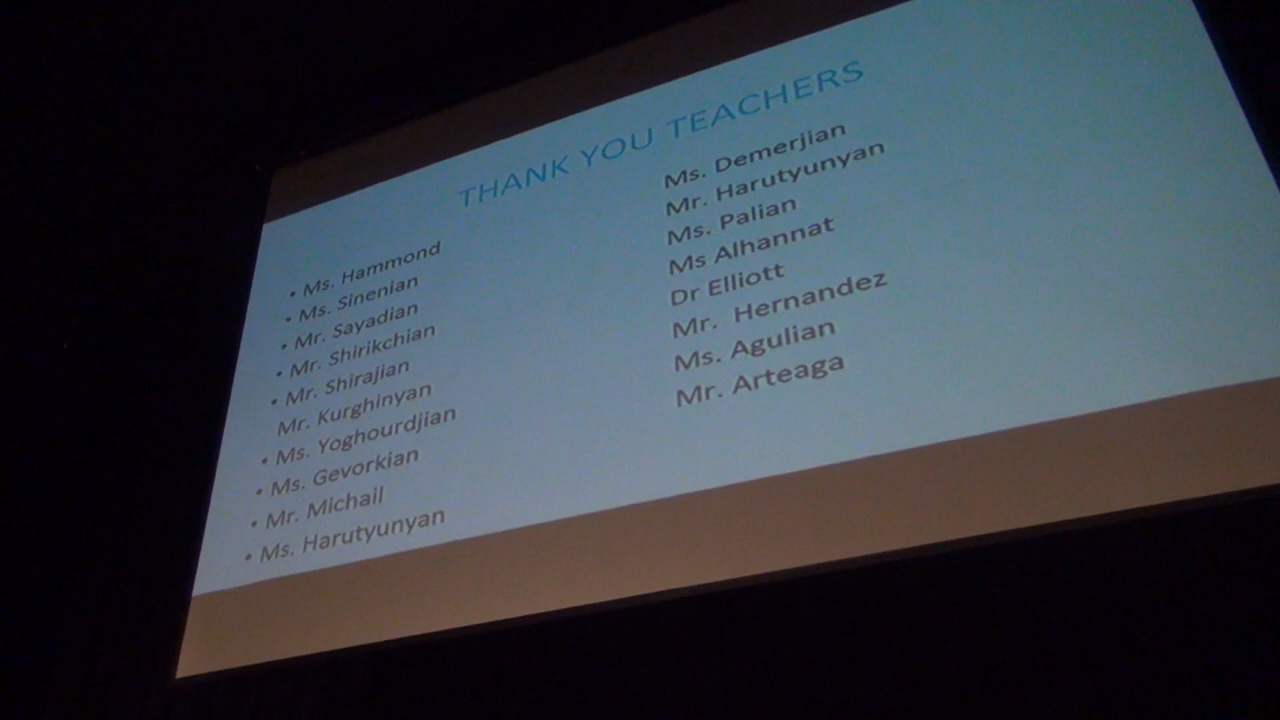 THANK YOU TEACHERS
• Ms. Hammond
• Ms. Sinenian
• Mr. Sayadian
• Mr. Shirikchian
• Mr. Shirajian
Mr. Kurghinyan
• Ms. Yoghourdjian
• Ms. Gevorkian
• Mr. Michail
• Ms. Harutyunyan
Ms. Demerjian
Mr. Harutyunyan
Ms. Palian
Ms Alhannat
Dr Elliott
Mr. Hernandez
Ms. Agulian
Mr. Arteaga